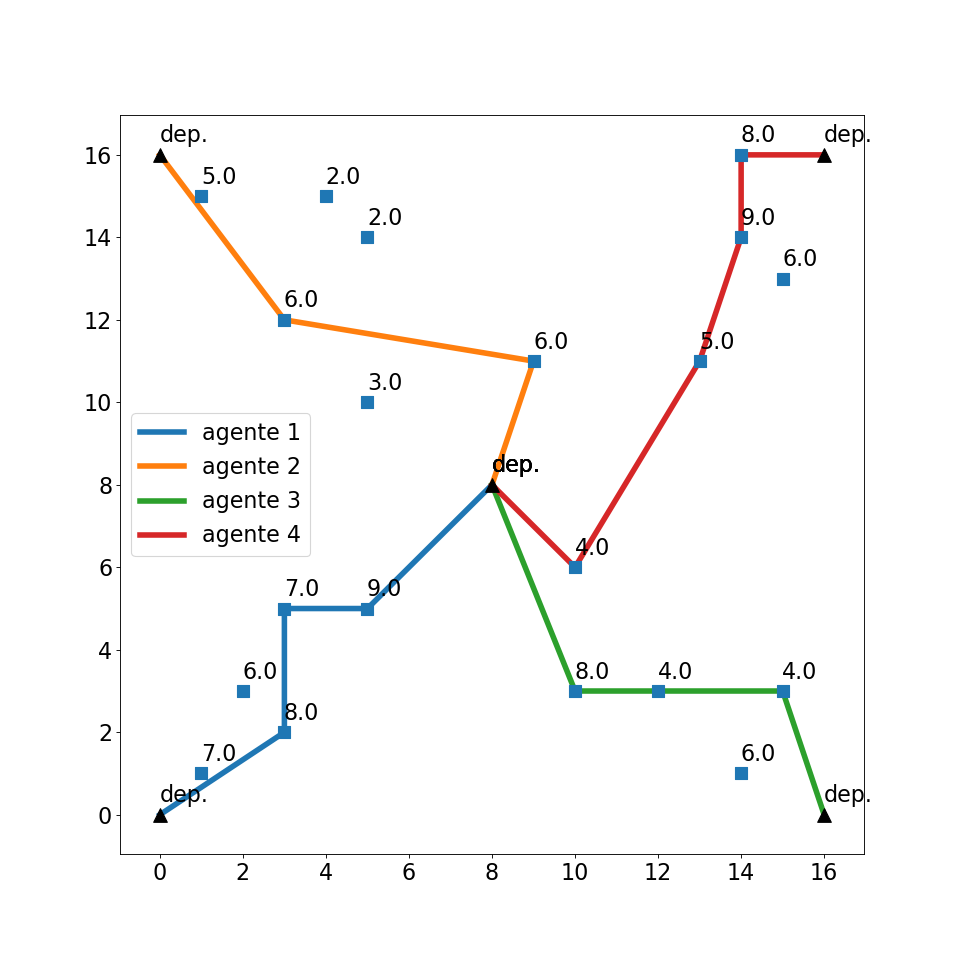 dep. 8.0 dep.
16
5.0 2.0
2.0 9.0
14
6.0
6.0
12
6.0 5.0
3.0
10
agente 1
agente 2
agente 3
agente 4
dep.
8
4.0
6
7.0 9.0
4
6.0 8.0 4.0 4.0
8.0
2
7.0 6.0
dep. dep.
0
0 2 4 6 8 10 12 14 16